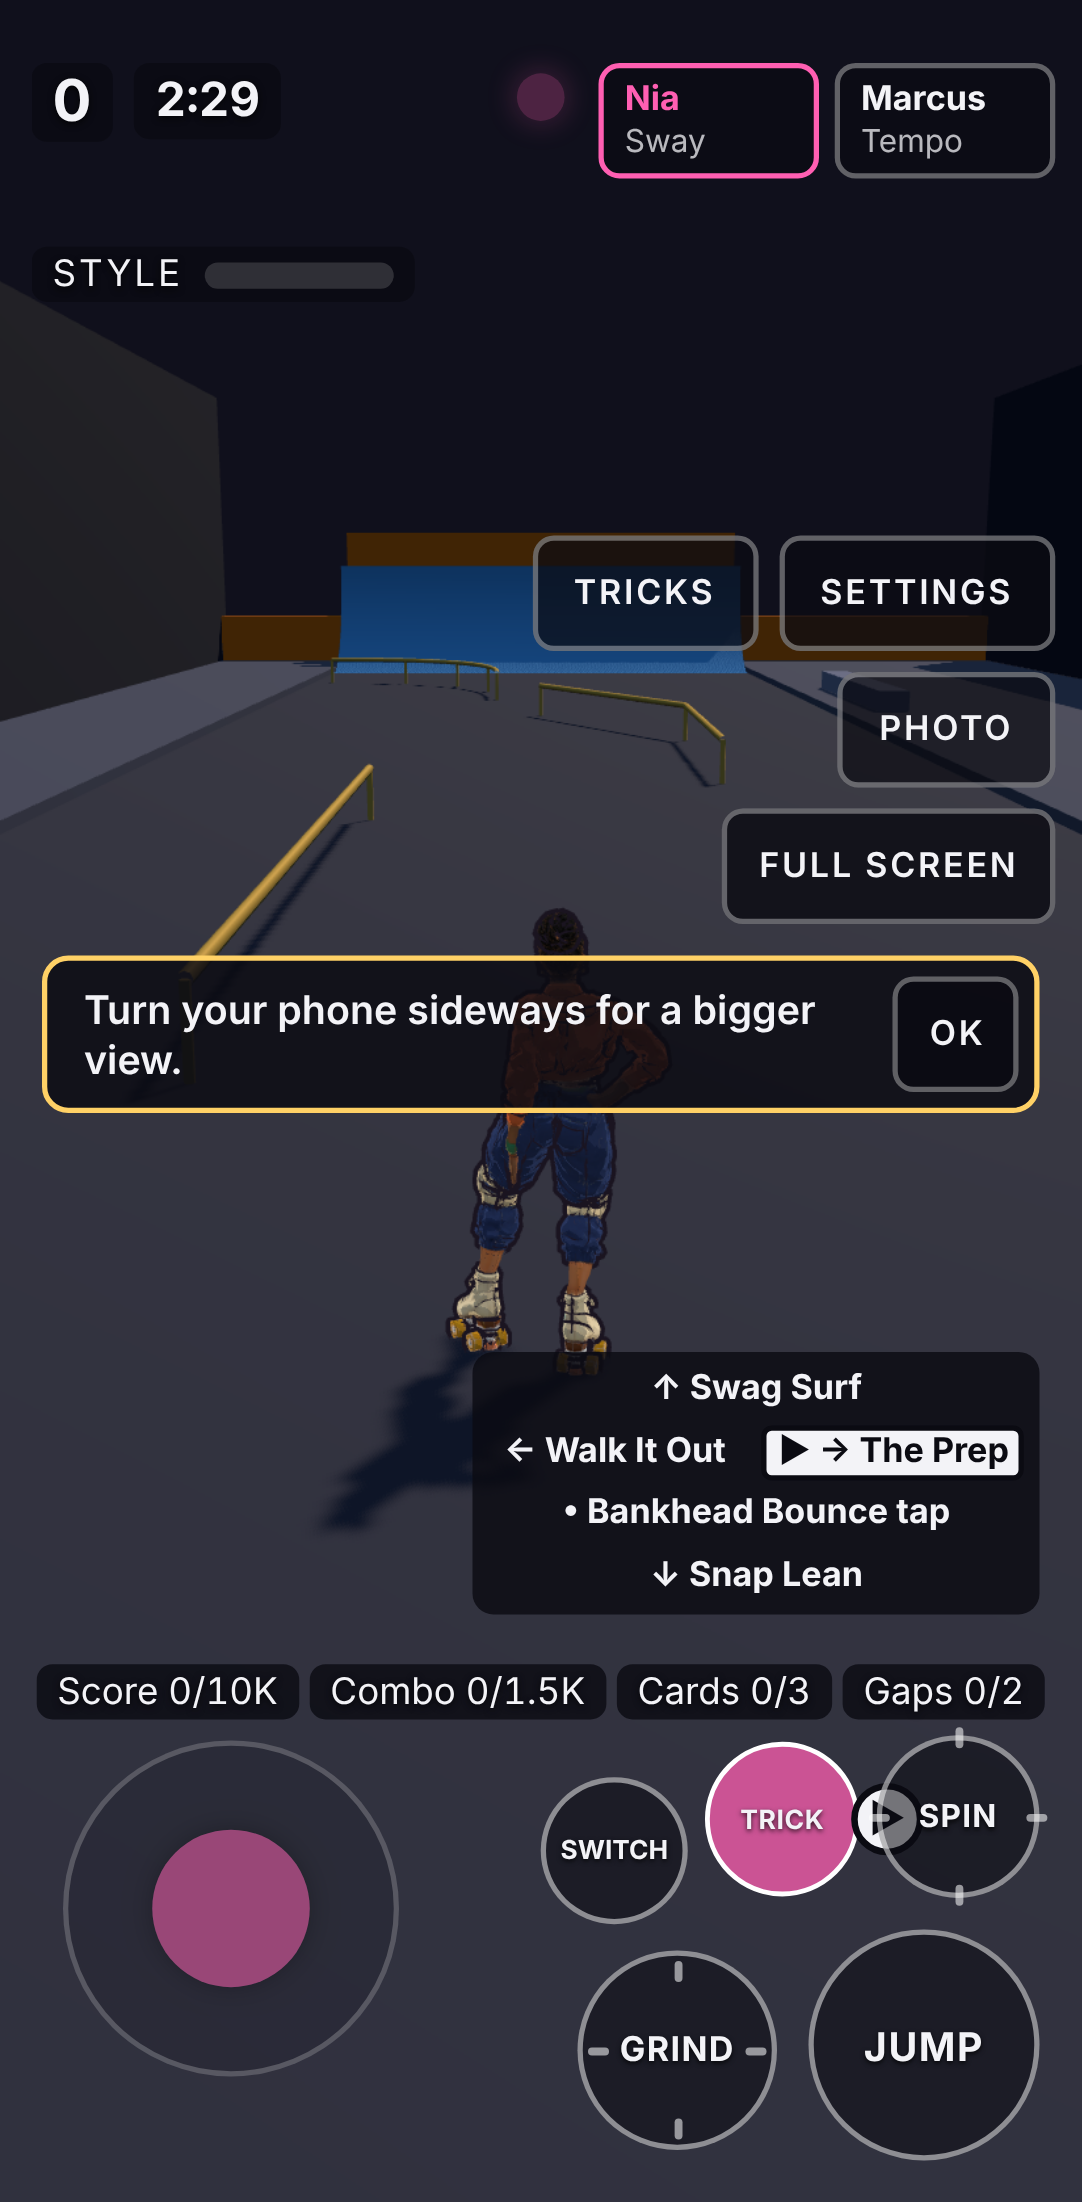 0
2:29
Nia
Sway
Marcus
Tempo
STYLE
TRICKS
SETTINGS
PHOTO
FULL SCREEN
Turn your phone sideways for a bigger
view.
OK
↑ Swag Surf
← Walk It Out
▶ → The Prep
• Bankhead Bounce tap
↓ Snap Lean
Score 0/10K
Combo 0/1.5K
Cards 0/3
Gaps 0/2
SWITCH
TRICK
SPIN
GRIND
JUMP